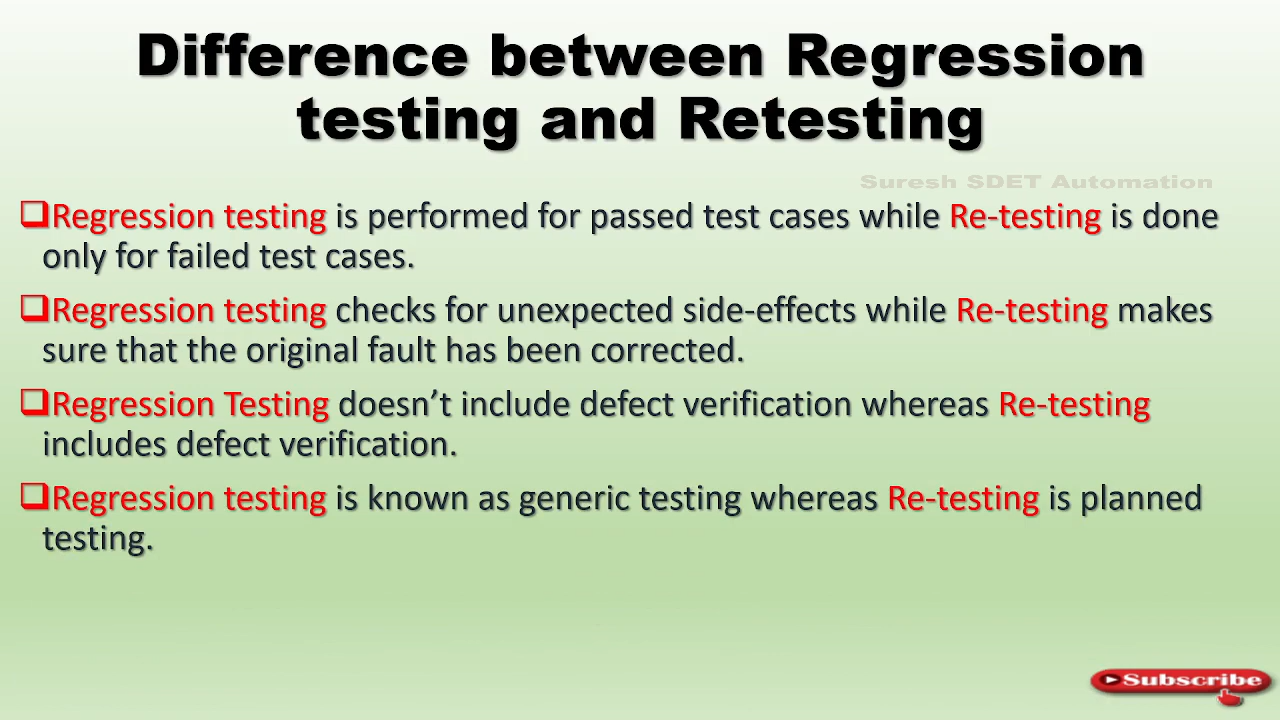 Difference between Regression
testing and Retesting
Suresh SDET Automation
❑Regression testing is performed for passed test cases while Re-testing is done
only for failed test cases.
❑Regression testing checks for unexpected side-effects while Re-testing makes
sure that the original fault has been corrected.
❑Regression Testing doesn’t include defect verification whereas Re-testing
includes defect verification.
❑Regression testing is known as generic testing whereas Re-testing is planned
testing.
Subscribe